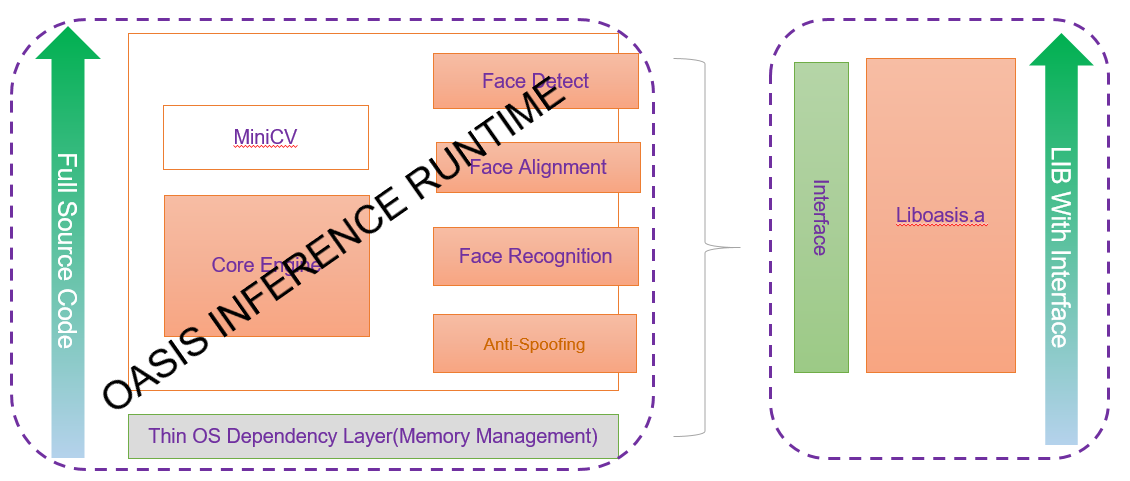 Full Source Code
MiniCV
Core Engine
Face Detect
Face Alignment
Face Recognition
Anti-Spoofing
OASIS INFERENCE RUNTIME
Thin OS Dependency Layer(Memory Management)
Interface
Liboasis.a
LIB With Interface